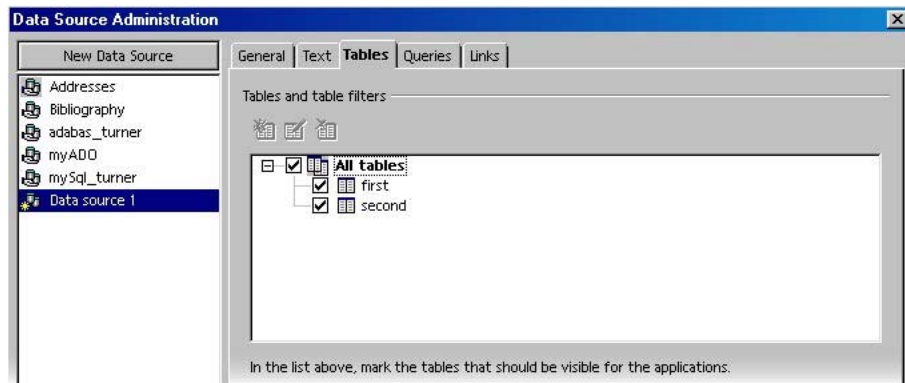 Data Source Administration
New Data Source
Addresses
Bibliography
adabas_turner
myADO
mySql_turner
Data source 1
General Text Tables Queries Links
Tables and table filters
All tables
first
second
In the list above, mark the tables that should be visible for the applications.